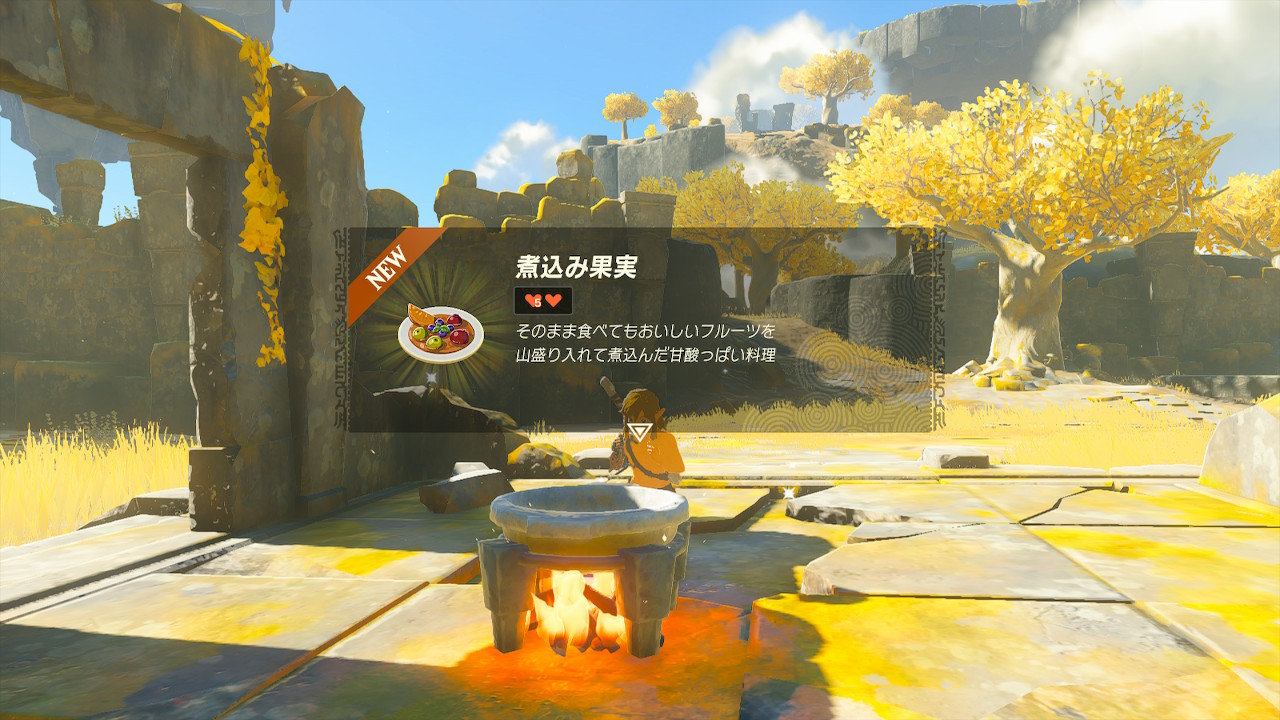 NEW
煮込み果実
5
そのまま食べてもおいしいフルーツを
山盛り入れて煮込んだ甘酸っぱい料理